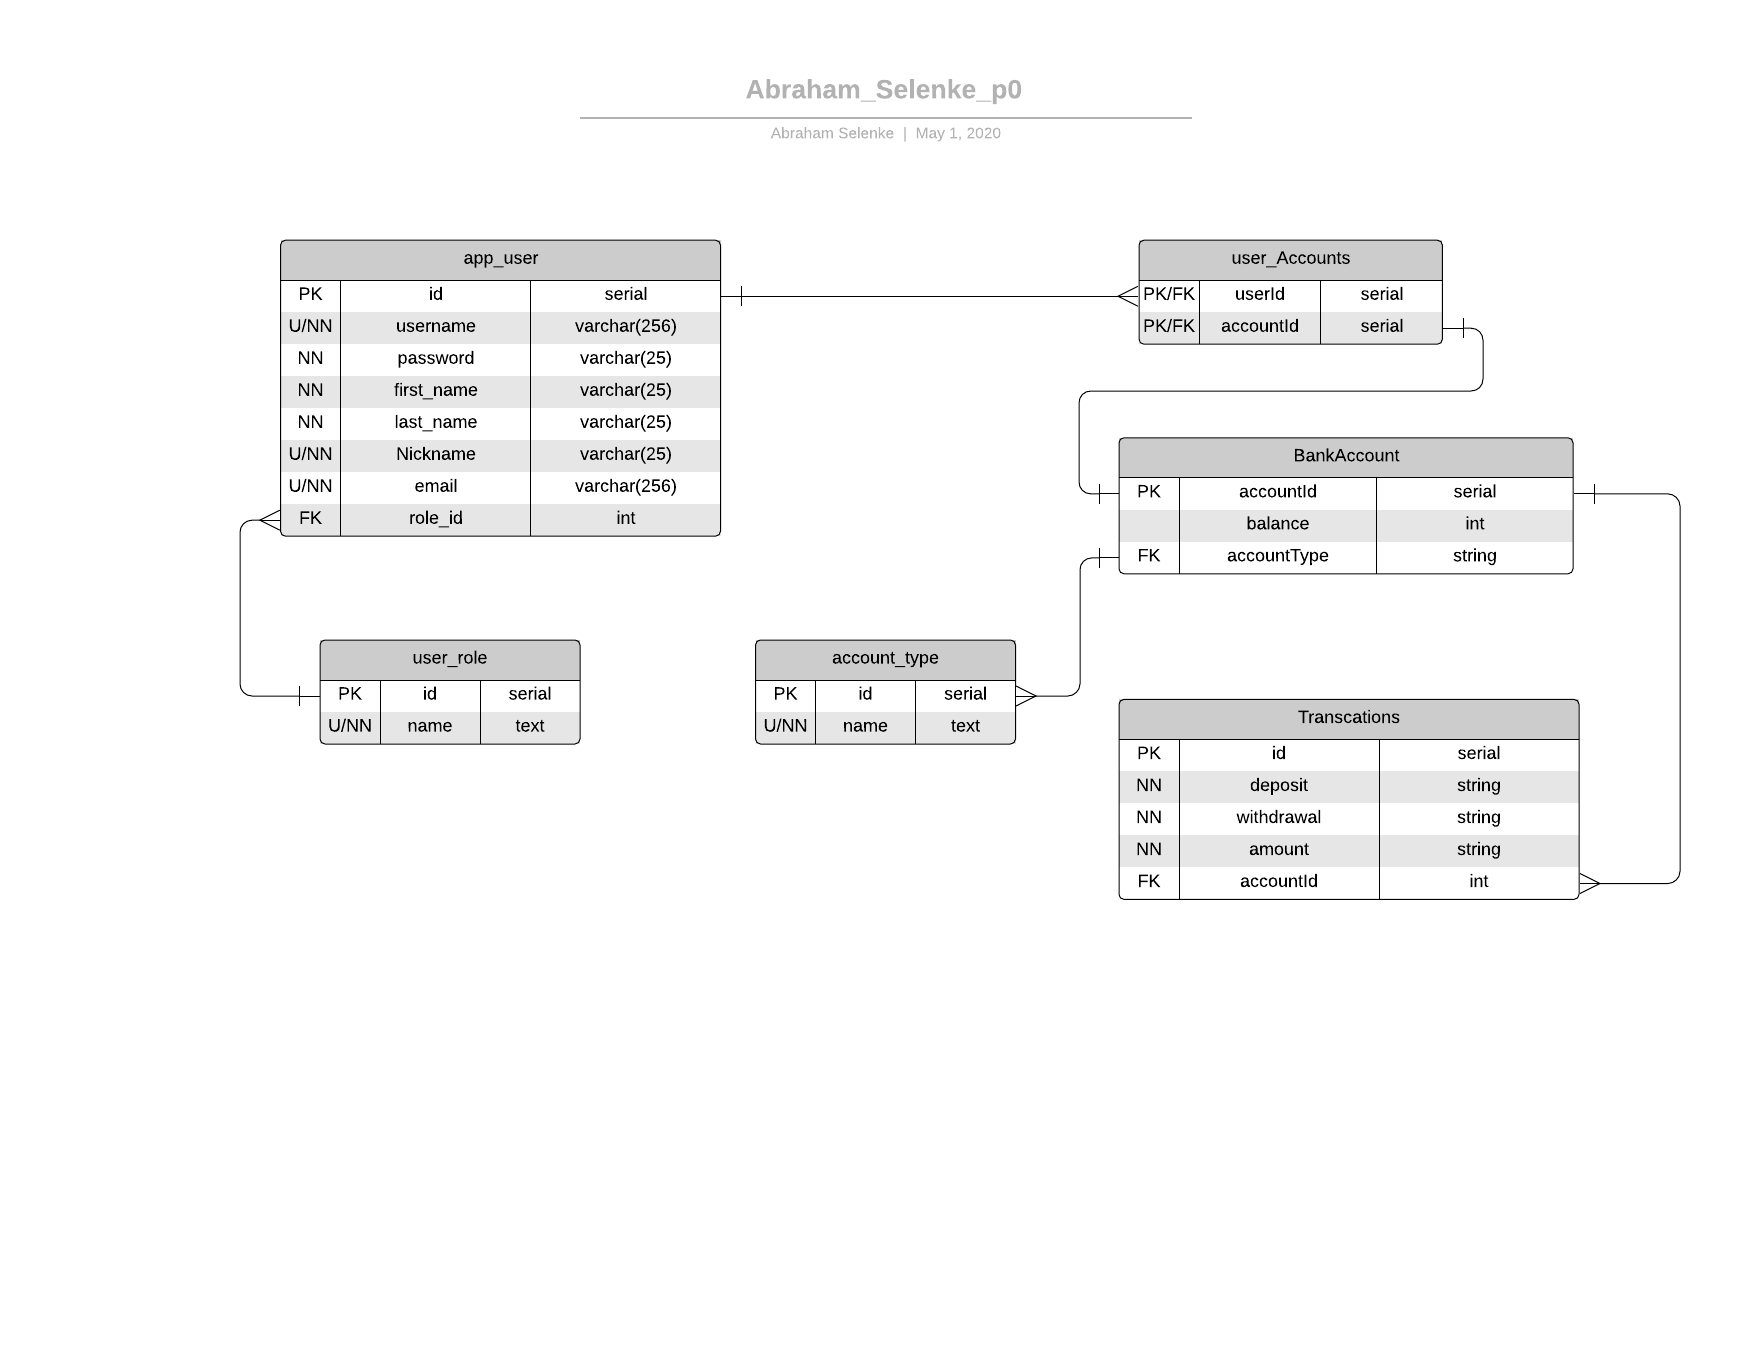 Abraham_Selenke_p0
Abraham Selenke | May 1, 2020
app_user
PK id serial
U/NN username varchar(256)
NN password varchar(25)
NN first_name varchar(25)
NN last_name varchar(25)
U/NN Nickname varchar(25)
U/NN email varchar(256)
FK role_id int
user_Accounts
PK/FK userId serial
PK/FK accountId serial
BankAccount
PK accountId serial
balance int
FK accountType string
user_role
PK id serial
U/NN name text
account_type
PK id serial
U/NN name text
Transcations
PK id serial
NN deposit string
NN withdrawal string
NN amount string
FK accountId int